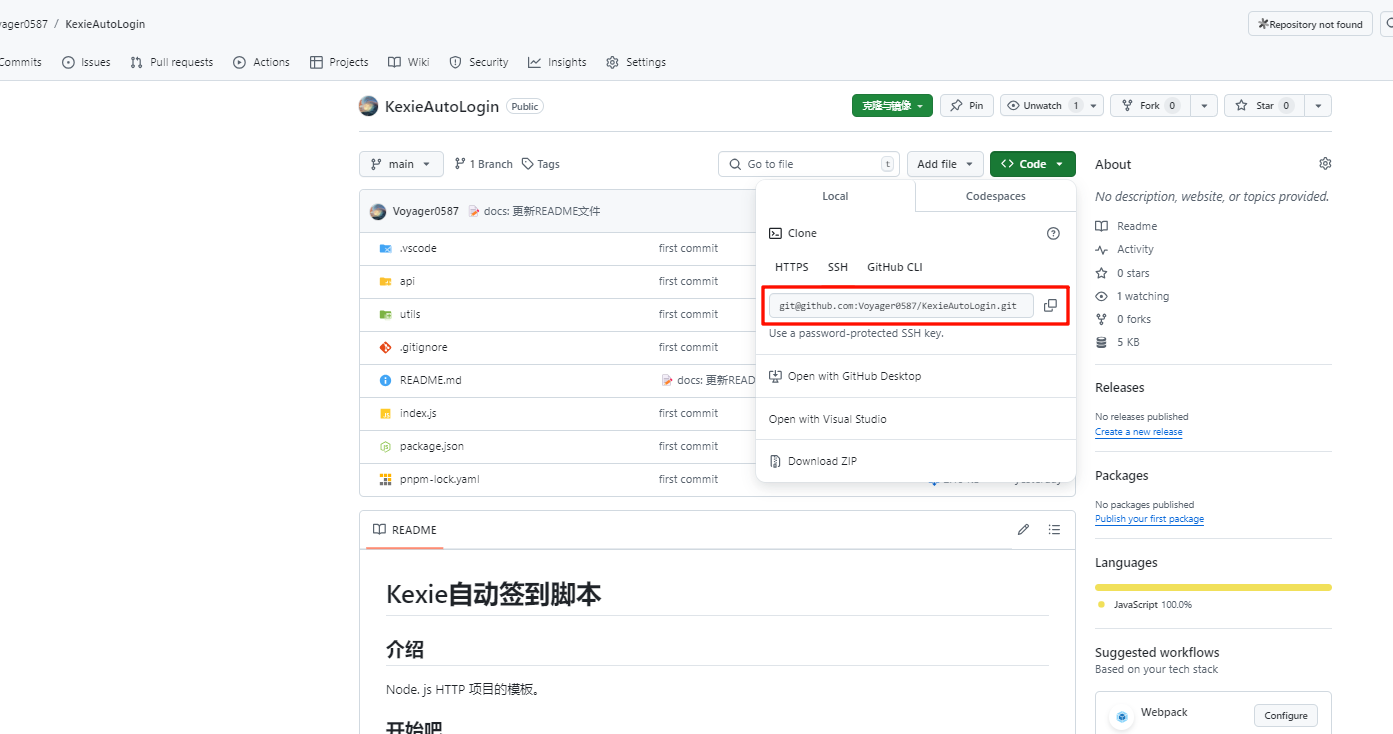 yager0587 / KexieAutoLogin
Repository not found
Commits Issues Pull requests Actions Projects Wiki Security Insights Settings
KexieAutoLogin Public
克隆与镜像 Pin Unwatch 1 Fork 0 Star 0
main 1 Branch Tags
Go to file t Add file Code
Local Codespaces
Clone
HTTPS SSH GitHub CLI
git@github.com:Voyager0587/KexieAutoLogin.git
Use a password-protected SSH key.
Open with GitHub Desktop
Open with Visual Studio
Download ZIP
Voyager0587 docs: 更新README文件
.vscode first commit
api first commit
utils first commit
.gitignore first commit
README.md docs: 更新READ
index.js first commit
package.json first commit
pnpm-lock.yaml first commit
README
Kexie自动签到脚本
介绍
Node. js HTTP 项目的模板。
开始吧
About
No description, website, or topics provided.
Readme
Activity
0 stars
1 watching
0 forks
5 KB
Releases
No releases published
Create a new release
Packages
No packages published
Publish your first package
Languages
JavaScript 100.0%
Suggested workflows
Based on your tech stack
Webpack Configure